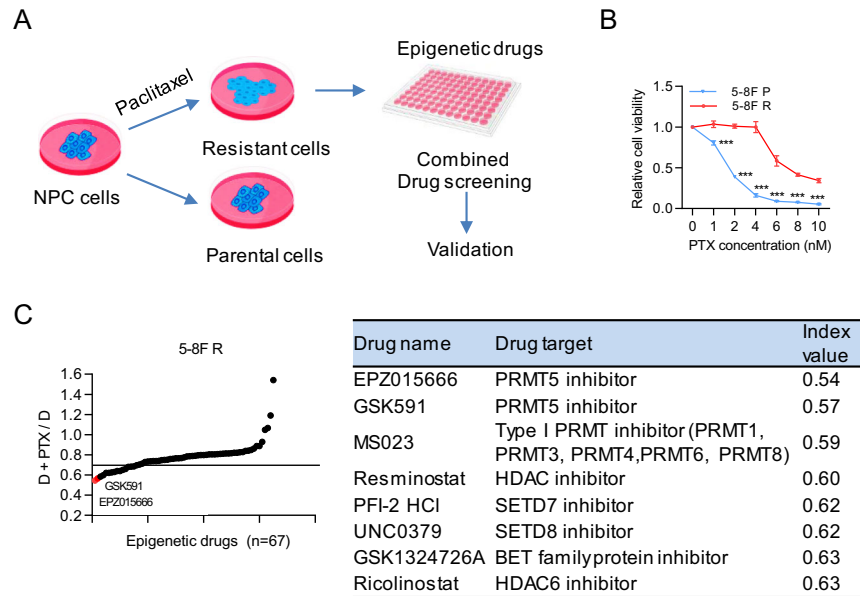 A
NPC cells
Paclitaxel
Resistant cells
Parental cells
Epigenetic drugs
Combined
Drug screening
Validation
B
5-8F P
5-8F R
Relative cell viability
1.5
1.0
0.5
0.0
***
***
***
***
***
***
0 1 2 4 6 8 10
PTX concentration (nM)
C
5-8F R
D + PTX / D
1.6
1.4
1.2
1.0
0.8
0.6
0.4
0.2
GSK591
EPZ015666
Epigenetic drugs (n=67)
Drug name Drug target Index
value
EPZ015666 PRMT5 inhibitor 0.54
GSK591 PRMT5 inhibitor 0.57
MS023 Type I PRMT inhibitor (PRMT1, 0.59
PRMT3, PRMT4,PRMT6, PRMT8)
Resminostat HDAC inhibitor 0.60
PFI-2 HCl SETD7 inhibitor 0.62
UNC0379 SETD8 inhibitor 0.62
GSK1324726A BET family protein inhibitor 0.63
Ricolinostat HDAC6 inhibitor 0.63